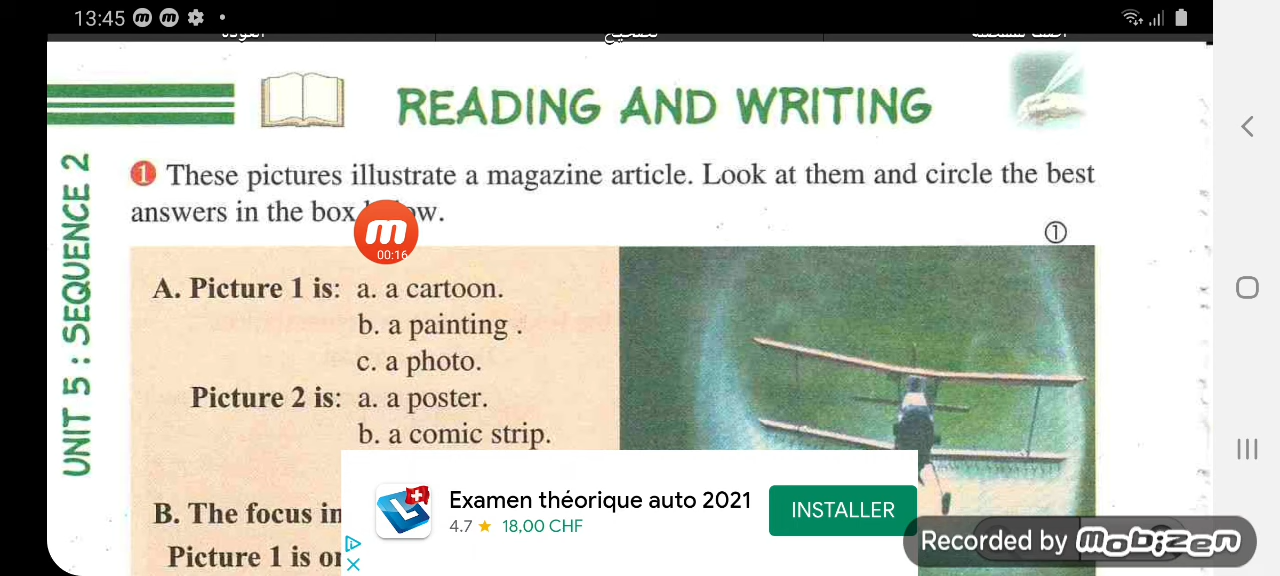 13:45
READING AND WRITING
UNIT 5 : SEQUENCE 2
1 These pictures illustrate a magazine article. Look at them and circle the best
answers in the box
m
00:16
①
A. Picture 1 is: a. a cartoon.
b. a painting .
c. a photo.
Picture 2 is: a. a poster.
b. a comic strip.
B. The focus in
Picture 1 is
Examen théorique auto 2021
4.7 ★ 18,00 CHF
INSTALLER
Recorded by mobizen